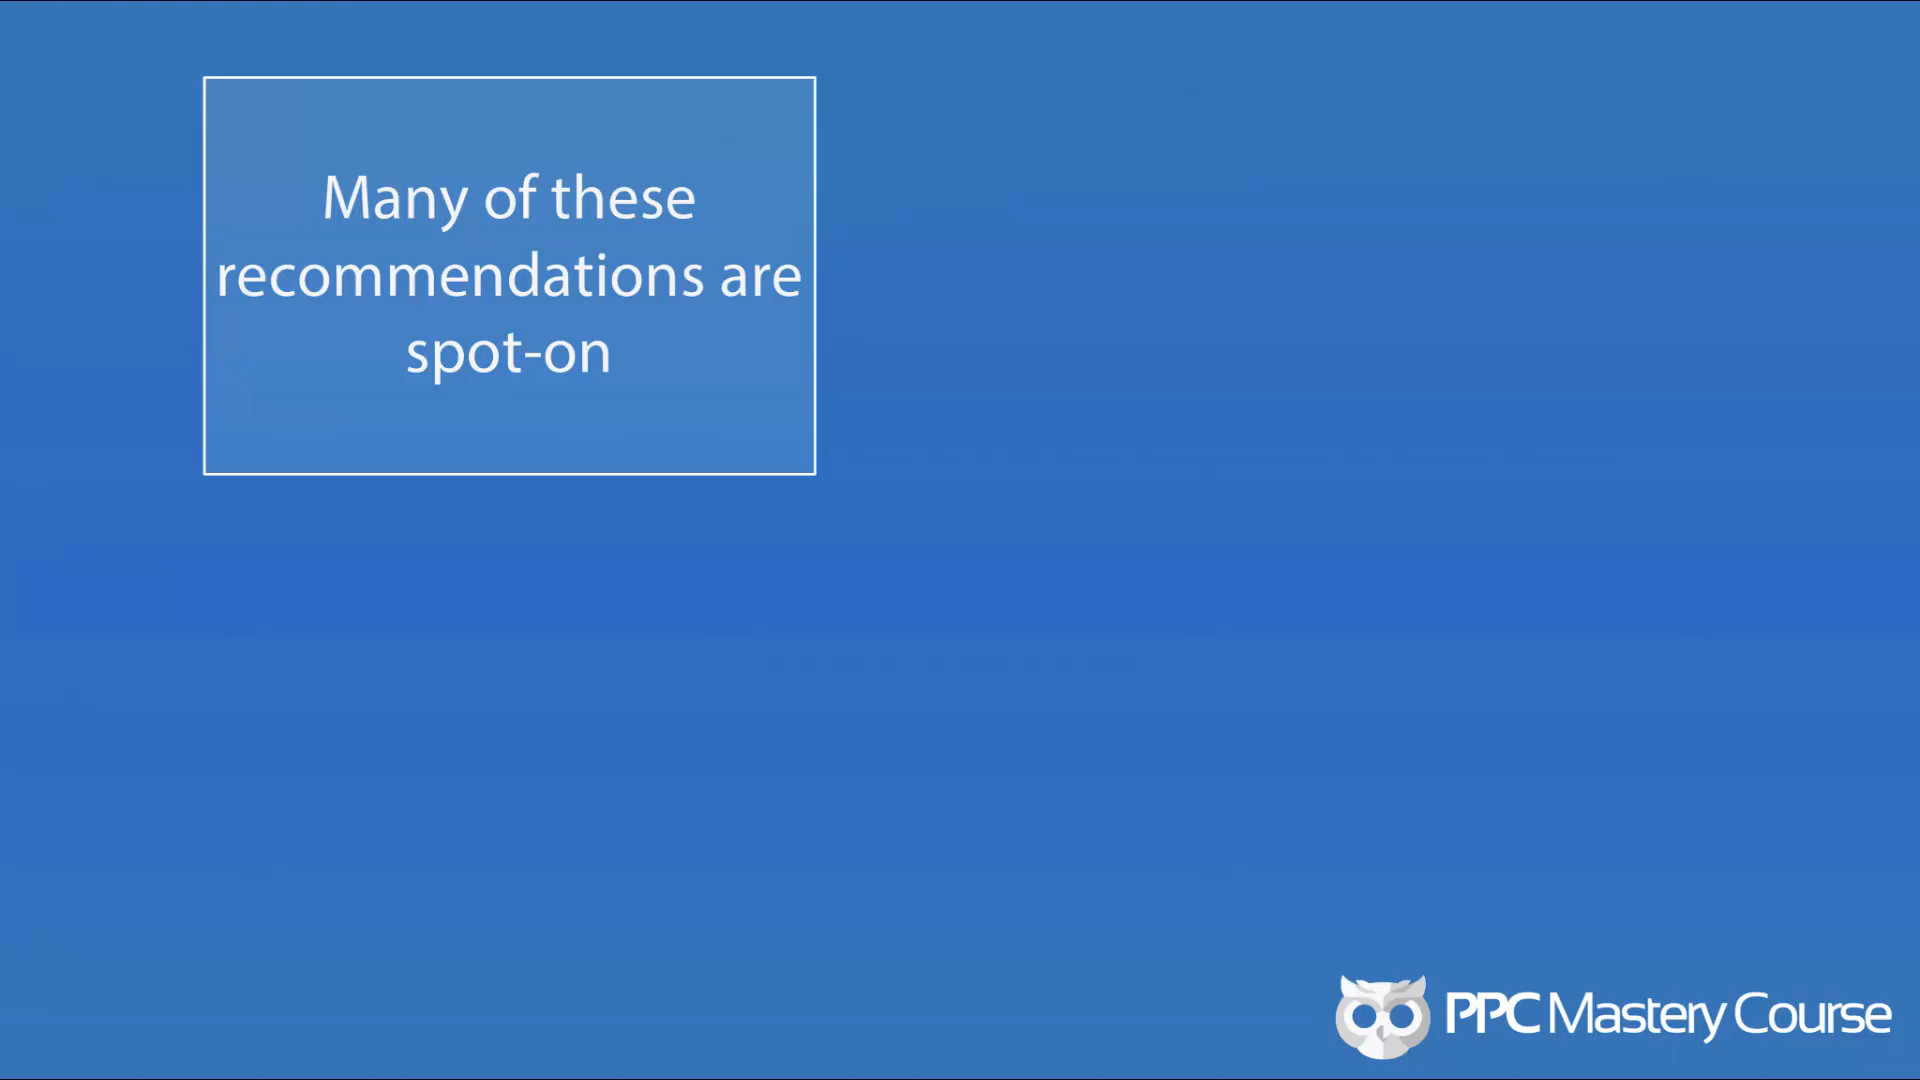 Many of these
recommendations are
spot-on
PPC Mastery Course